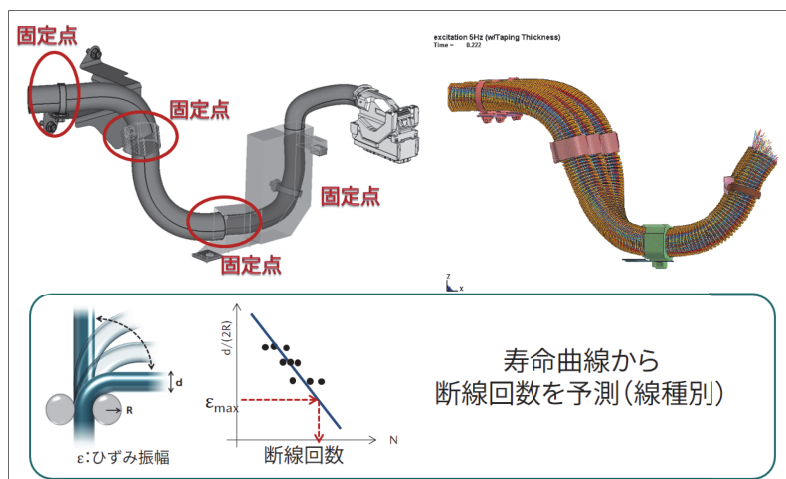 excitation 5Hz (w/Taping Thickness)
Time = 0.222
固定点
固定点
固定点
固定点
Z
X
d
R
ε:ひずみ振幅
d/(2R)
εmax
N
断線回数
寿命曲線から
断線回数を予測(線種別)